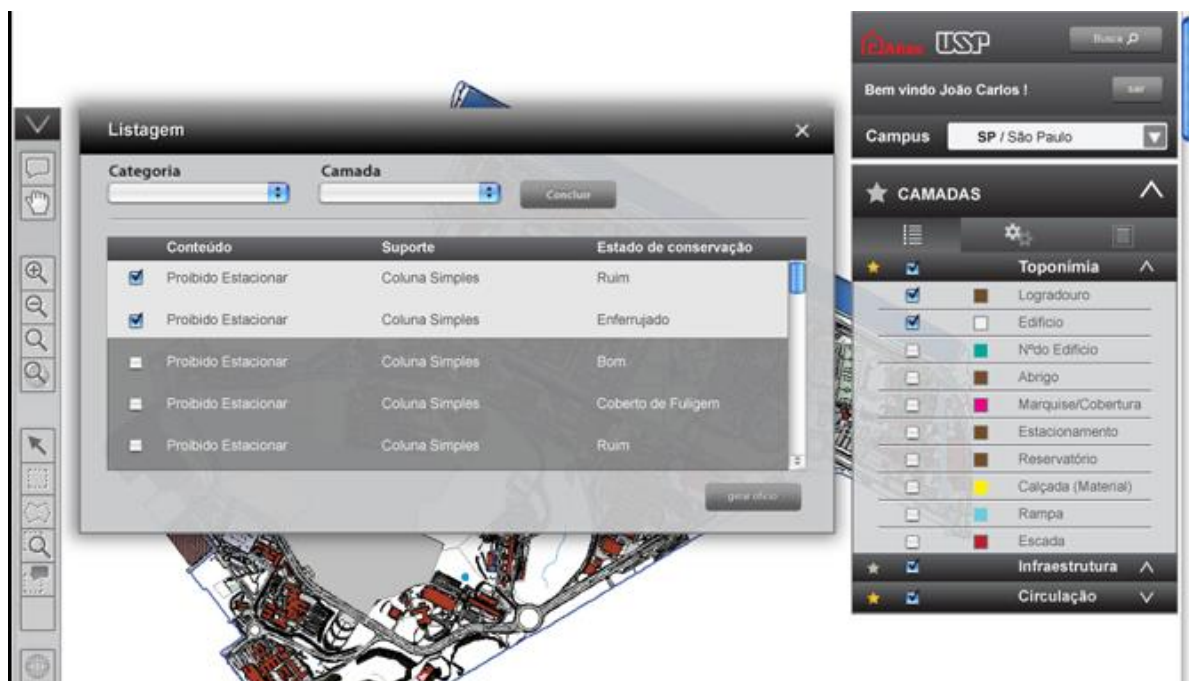 USP
Busca
Bem vindo João Carlos !
sair
Campus
SP / São Paulo
Listagem
Categoria
Camada
Concluir
Conteúdo Suporte Estado de conservação
Proibido Estacionar Coluna Simples Ruim
Proibido Estacionar Coluna Simples Enferrujado
Proibido Estacionar Coluna Simples Bom
Proibido Estacionar Coluna Simples Coberto de Fuligem
Proibido Estacionar Coluna Simples Ruim
gerar ofício
CAMADAS
Toponímia
Logradouro
Edifício
Nºdo Edifício
Abrigo
Marquise/Cobertura
Estacionamento
Reservatório
Calçada (Material)
Rampa
Escada
Infraestrutura
Circulação